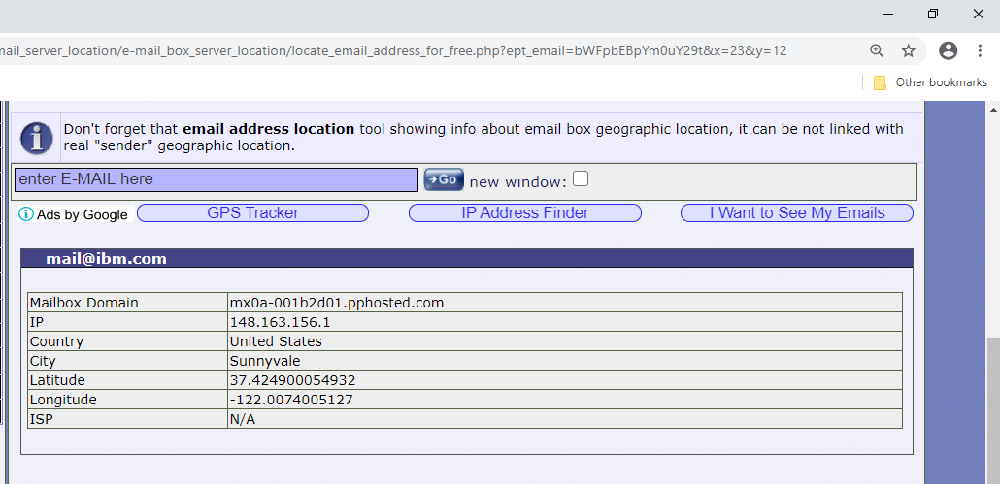 mail_server_location/e-mail_box_server_location/locate_email_address_for_free.php?ept_email=bWFpbEBpYm0uY29t&x=23&y=12
Other bookmarks
Don't forget that email address location tool showing info about email box geographic location, it can be not linked with
real "sender" geographic location.
enter E-MAIL here Go new window:
Ads by Google GPS Tracker IP Address Finder I Want to See My Emails
mail@ibm.com
Mailbox Domain mx0a-001b2d01.pphosted.com
IP 148.163.156.1
Country United States
City Sunnyvale
Latitude 37.424900054932
Longitude -122.0074005127
ISP N/A